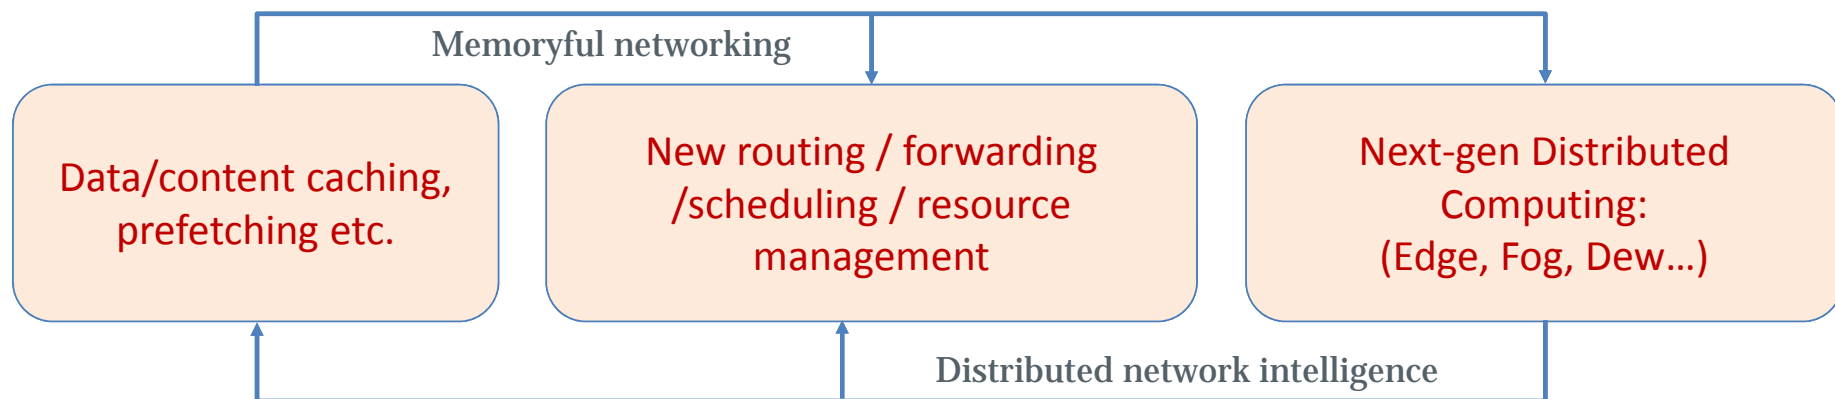 Memoryful networking
Data/content caching,
prefetching etc.
New routing / forwarding
/scheduling / resource
management
Next-gen Distributed
Computing:
(Edge, Fog, Dew…)
Distributed network intelligence